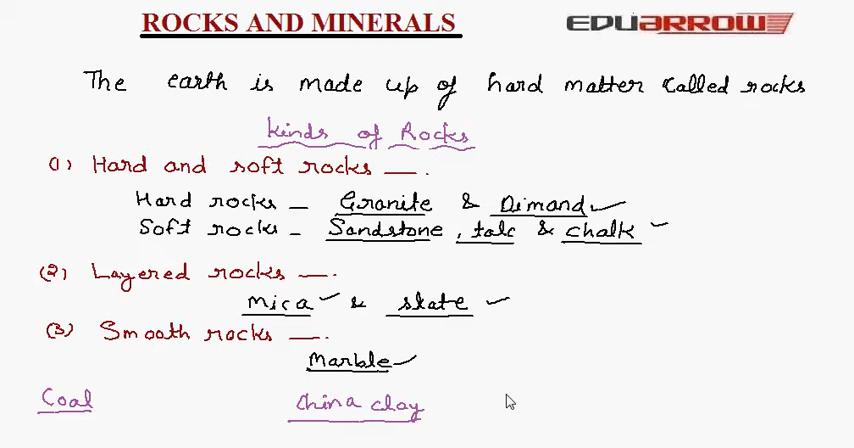 ROCKS AND MINERALS EDUARROW
The earth is made up of hard matter called rocks
Kinds of Rocks
(1) Hard and soft rocks —.
Hard rocks – Granite & Dimand ✓
Soft rocks – Sandstone, talc & chalk ✓
(2) Layered rocks —.
Mica ✓ & slate ✓
(3) Smooth rocks —.
Marble ✓
Coal China clay